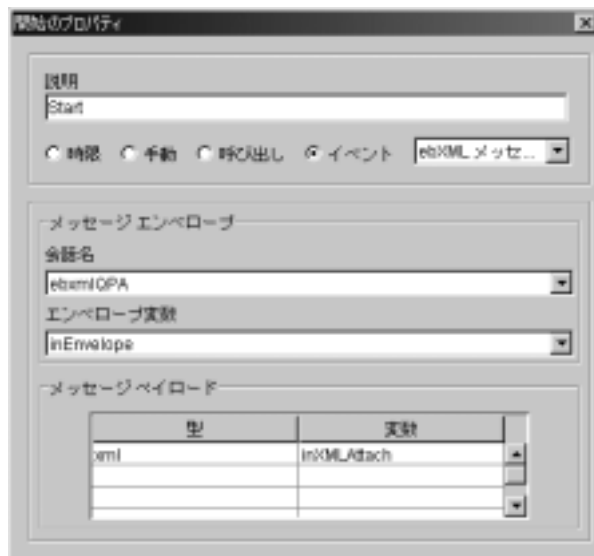 開始のプロパティ
説明
Start
時限 手動 呼び出し イベント ebXML メッセ...
メッセージ エンベロープ
会話名
ebxmlQPA
エンベロープ変数
inEnvelope
メッセージ ペイロード
型 変数
xml inXMLAttach